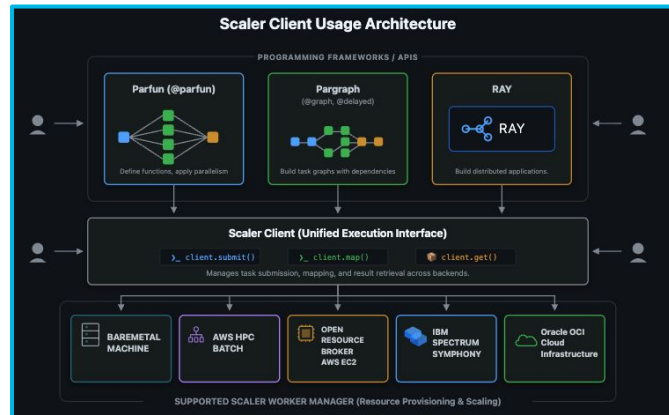 Scaler Client Usage Architecture
PROGRAMMING FRAMEWORKS / APIS
Parfun (@parfun)
Define functions, apply parallelism
Pargraph
(@graph, @delayed)
Build task graphs with dependencies
RAY
RAY
Build distributed applications.
Scaler Client (Unified Execution Interface)
>_ client.submit()
>_ client.map()
client.get()
Manages task submission, mapping, and result retrieval across backends.
BAREMETAL
MACHINE
AWS HPC
BATCH
OPEN
RESOURCE
BROKER
AWS EC2
IBM
SPECTRUM
SYMPHONY
Oracle OCI
Cloud
Infrastructure
SUPPORTED SCALER WORKER MANAGER (Resource Provisioning & Scaling)